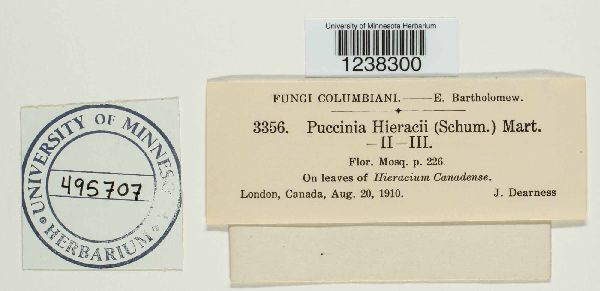 University of Minnesota Herbarium
1238300
FUNGI COLUMBIANI.——E. Bartholomew.
3356. Puccinia Hieracii (Schum.) Mart.
—II—III.
Flor. Mosq. p. 226.
On leaves of Hieracium Canadense.
London, Canada, Aug. 20, 1910. J. Dearness
UNIVERSITY OF MINNES
495707
HERBARIUM